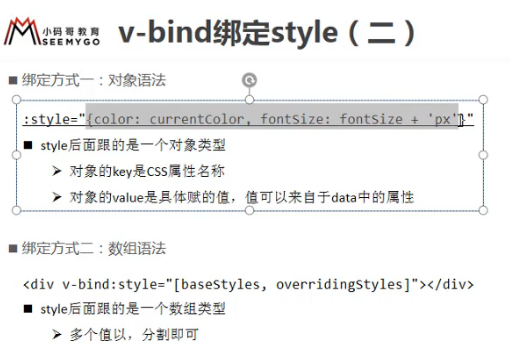 小码哥教育
SEEMYGO
v-bind绑定style（二）
绑定方式一：对象语法
:style="{color: currentColor, fontSize: fontSize + 'px'}"
style后面跟的是一个对象类型
对象的key是CSS属性名称
对象的value是具体赋的值，值可以来自于data中的属性
绑定方式二：数组语法
<div v-bind:style="[baseStyles, overridingStyles]"></div>
style后面跟的是一个数组类型
多个值以，分割即可